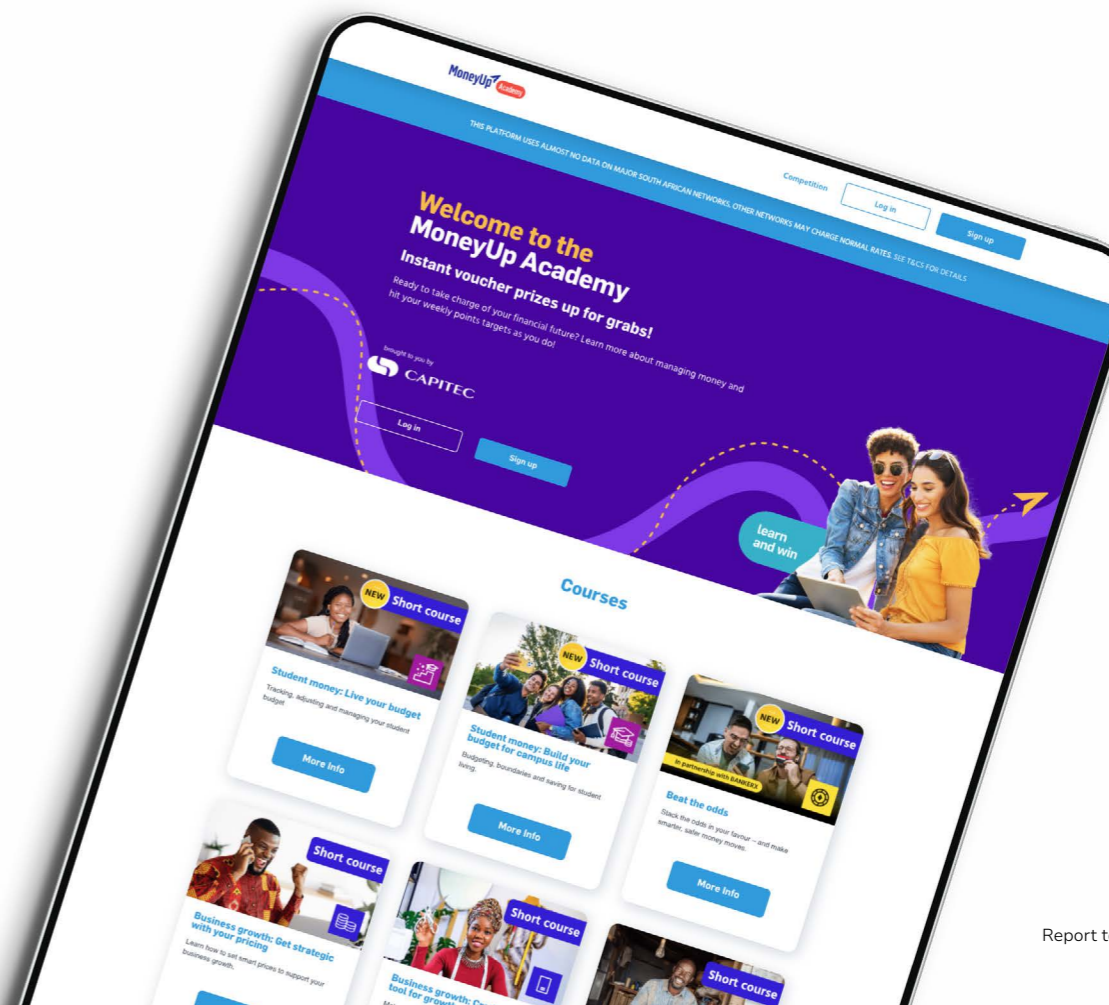 MoneyUp Academy
Competition
Log in
Sign up
THIS PLATFORM USES ALMOST NO DATA ON MAJOR SOUTH AFRICAN NETWORKS. OTHER NETWORKS MAY CHARGE NORMAL RATES. SEE T&CS FOR DETAILS
Welcome to the
MoneyUp Academy
Instant voucher prizes up for grabs!
Ready to take charge of your financial future? Learn more about managing money and
hit your weekly points targets as you do!
brought to you by
CAPITEC
Log in
Sign up
learn
and win
Courses
NEW Short course
Student money: Live your budget
Tracking, adjusting and managing your student
budget.
More Info
NEW Short course
Student money: Build your
budget for campus life
Budgeting, boundaries and saving for student
living.
More Info
NEW Short course
In partnership with BANKERX
Beat the odds
Stack the odds in your favour – and make
smarter, safer money moves.
More Info
Short course
Business growth: Get strategic
with your pricing
Learn how to set smart prices to support your
business growth.
Short course
Business growth:
tool for growth
Short course
Report